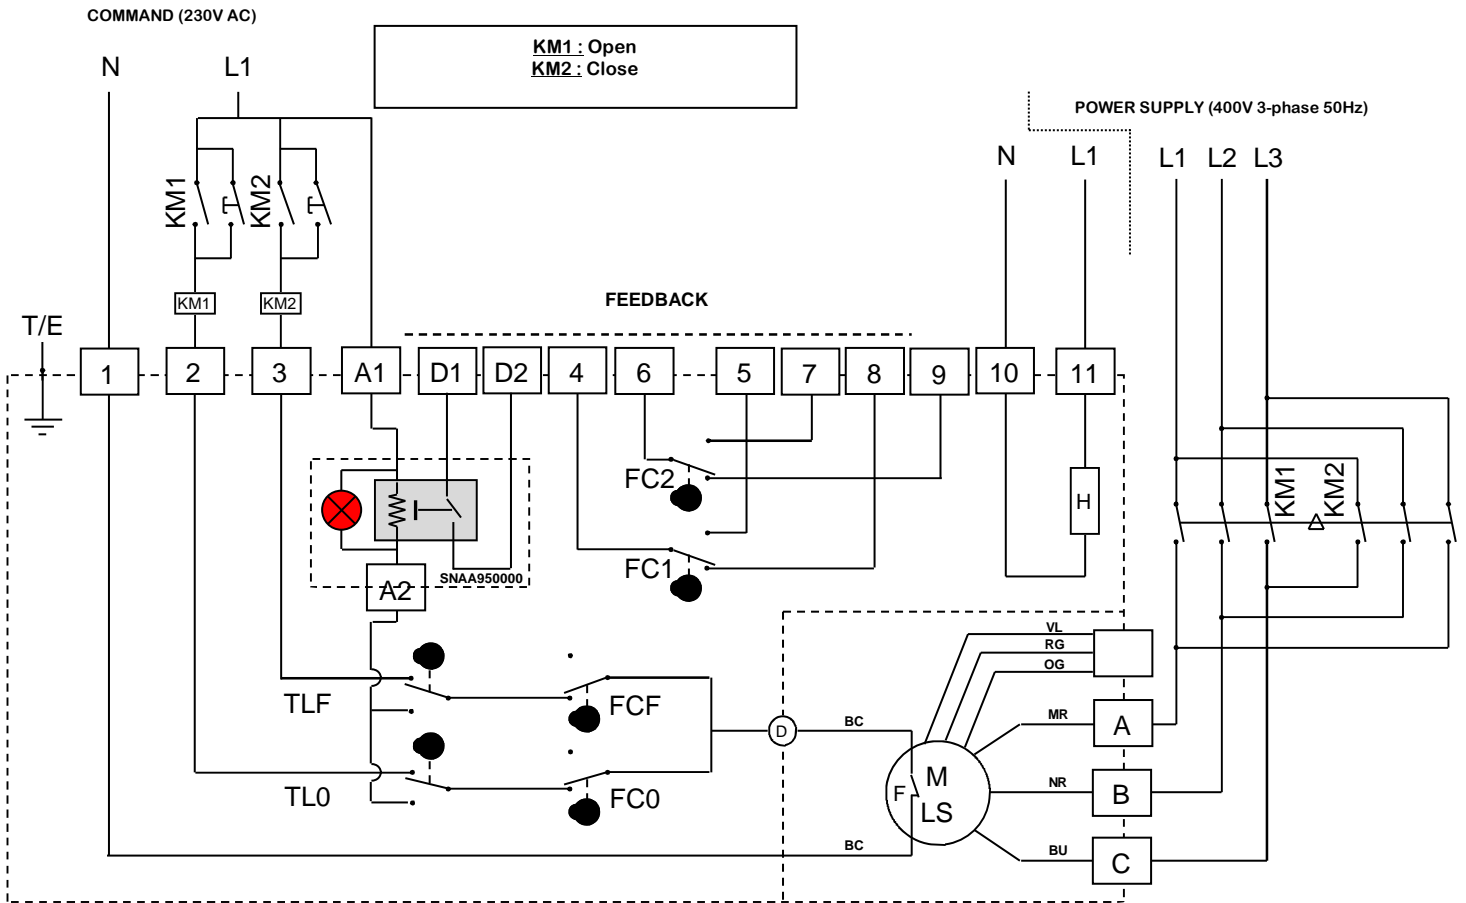 COMMAND (230V AC)
KM1 : Open
KM2 : Close
N L1
POWER SUPPLY (400V 3-phase 50Hz)
N L1 L1 L2 L3
KM1 KM2
KM1 KM2
FEEDBACK
T/E
1 2 3 A1 D1 D2 4 6 5 7 8 9 10 11
FC2
KM1 KM2
H
FC1
SNAA950000
A2
VL
RG
OG
TLF FCF
MR A
D BC
M
F
LS
NR B
TL0 FC0
BC
BU C